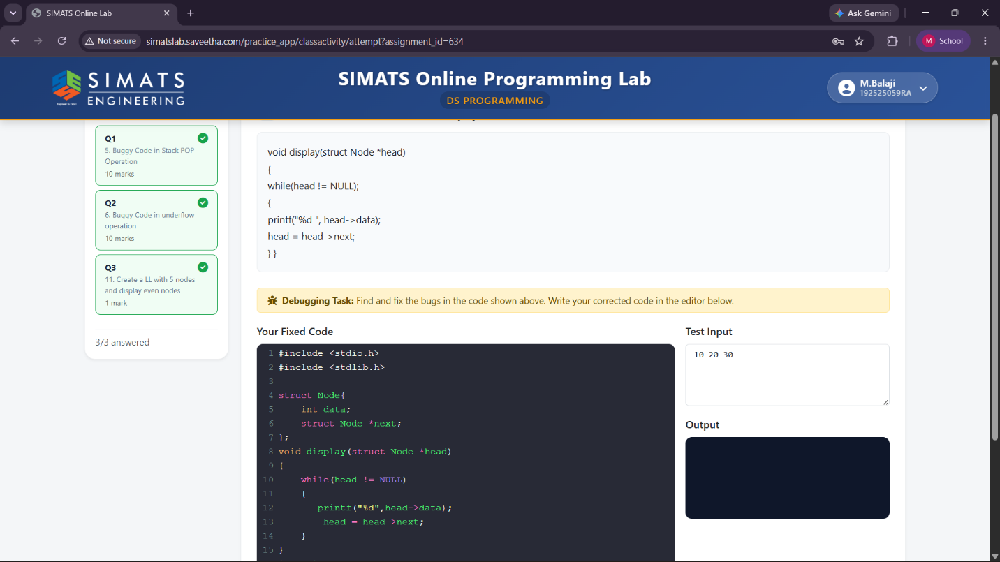 SIMATS Online Lab
Ask Gemini
Not secure
simatslab.saveetha.com/practice_app/classactivity/attempt?assignment_id=634
M School
SIMATS
ENGINEERING
Engineer to Excel
SIMATS Online Programming Lab
DS PROGRAMMING
M.Balaji
192525059RA
Q1
5. Buggy Code in Stack POP
Operation
10 marks
Q2
6. Buggy Code in underflow
operation
10 marks
Q3
11. Create a LL with 5 nodes
and display even nodes
1 mark
3/3 answered
void display(struct Node *head)
{
while(head != NULL);
{
printf("%d ", head->data);
head = head->next;
} }
Debugging Task: Find and fix the bugs in the code shown above. Write your corrected code in the editor below.
Your Fixed Code
1 #include <stdio.h>
2 #include <stdlib.h>
3
4 struct Node{
5 int data;
6 struct Node *next;
7 };
8 void display(struct Node *head)
9 {
10 while(head != NULL)
11 {
12 printf("%d",head->data);
13 head = head->next;
14 }
15 }
Test Input
10 20 30
Output